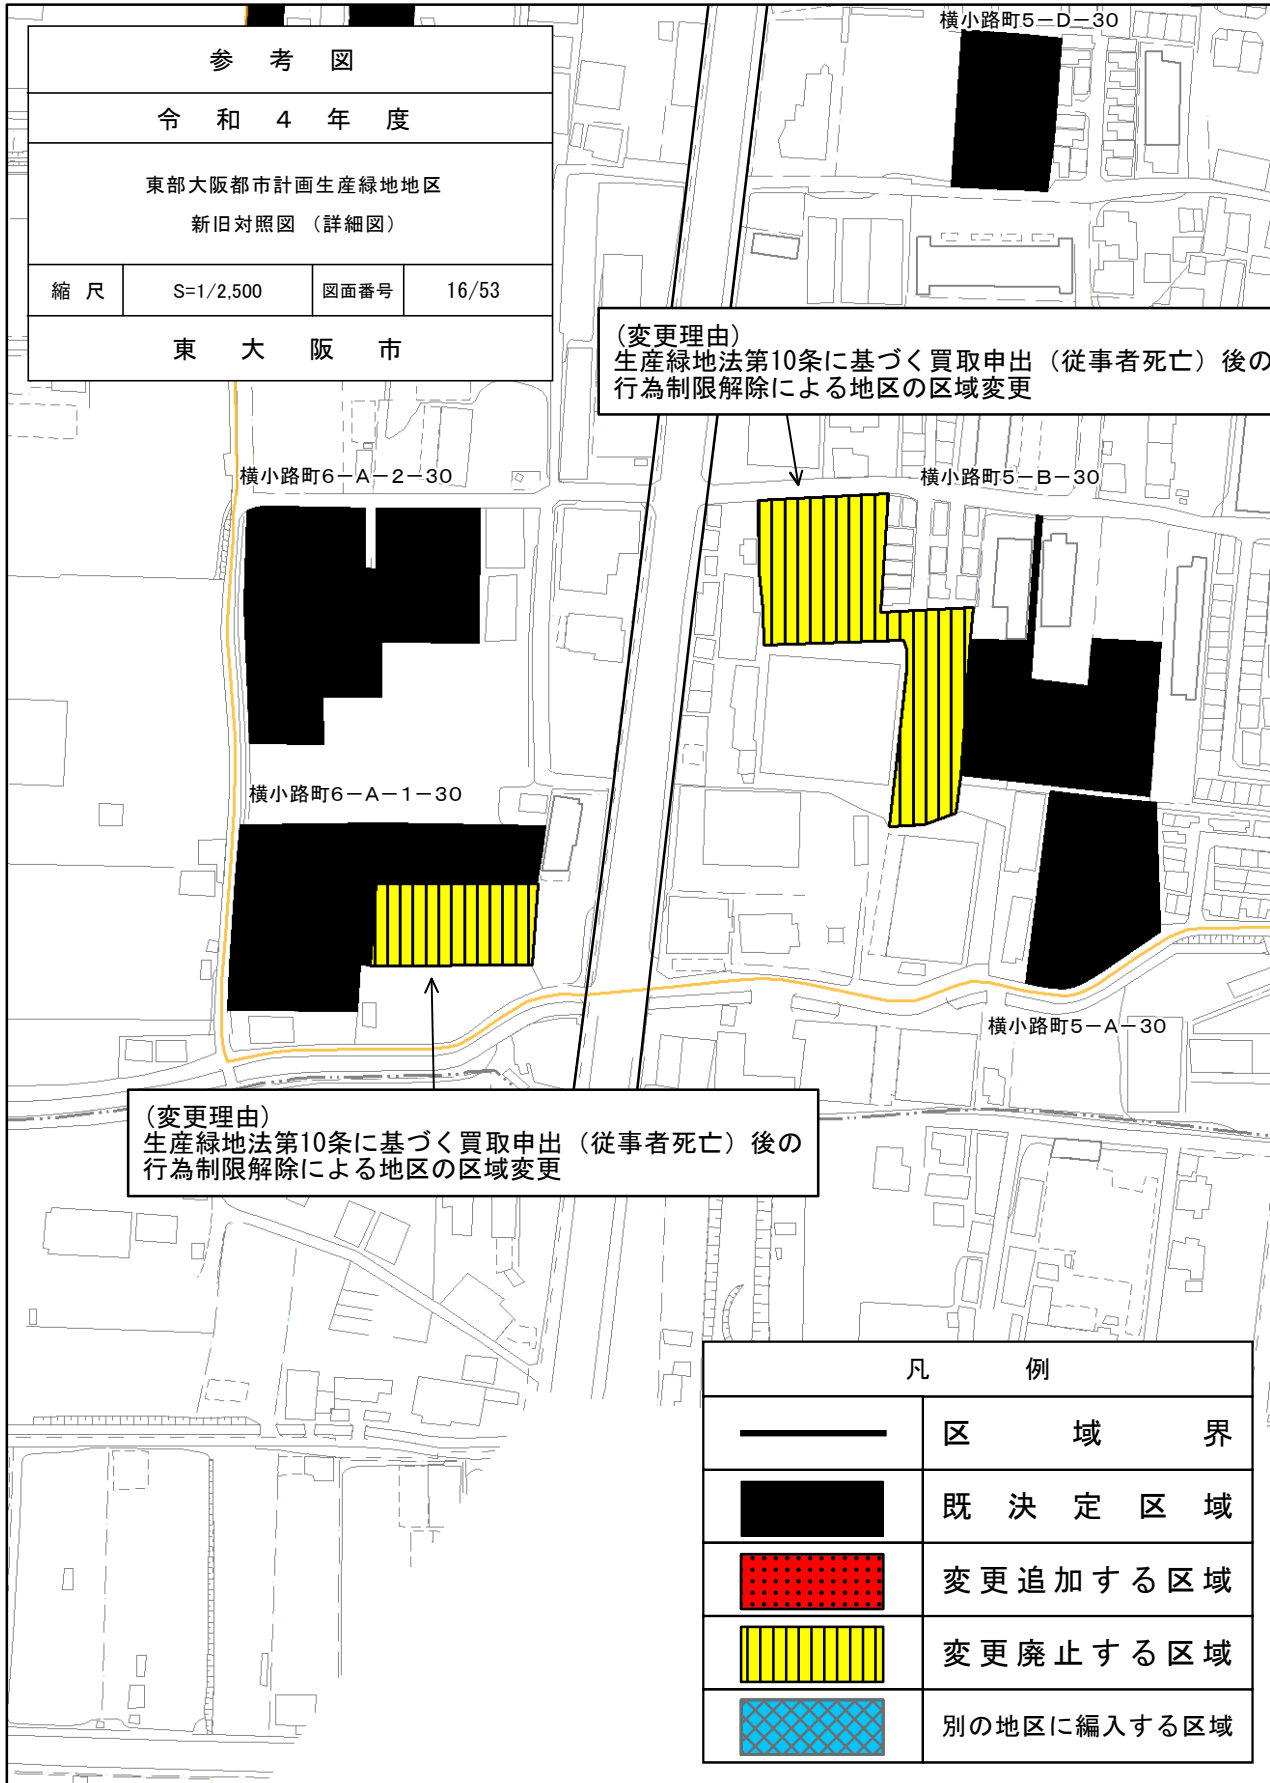 横小路町5-D-30
参考図
令和4年度
東部大阪都市計画生産緑地地区
新旧対照図 （詳細図）
縮尺 S=1/2,500 図面番号 16/53
東大阪市
(変更理由)
生産緑地法第10条に基づく買取申出（従事者死亡）後の
行為制限解除による地区の区域変更
横小路町6-A-2-30
横小路町5-B-30
横小路町6-A-1-30
横小路町5-A-30
(変更理由)
生産緑地法第10条に基づく買取申出（従事者死亡）後の
行為制限解除による地区の区域変更
凡例
区域界
既決定区域
変更追加する区域
変更廃止する区域
別の地区に編入する区域